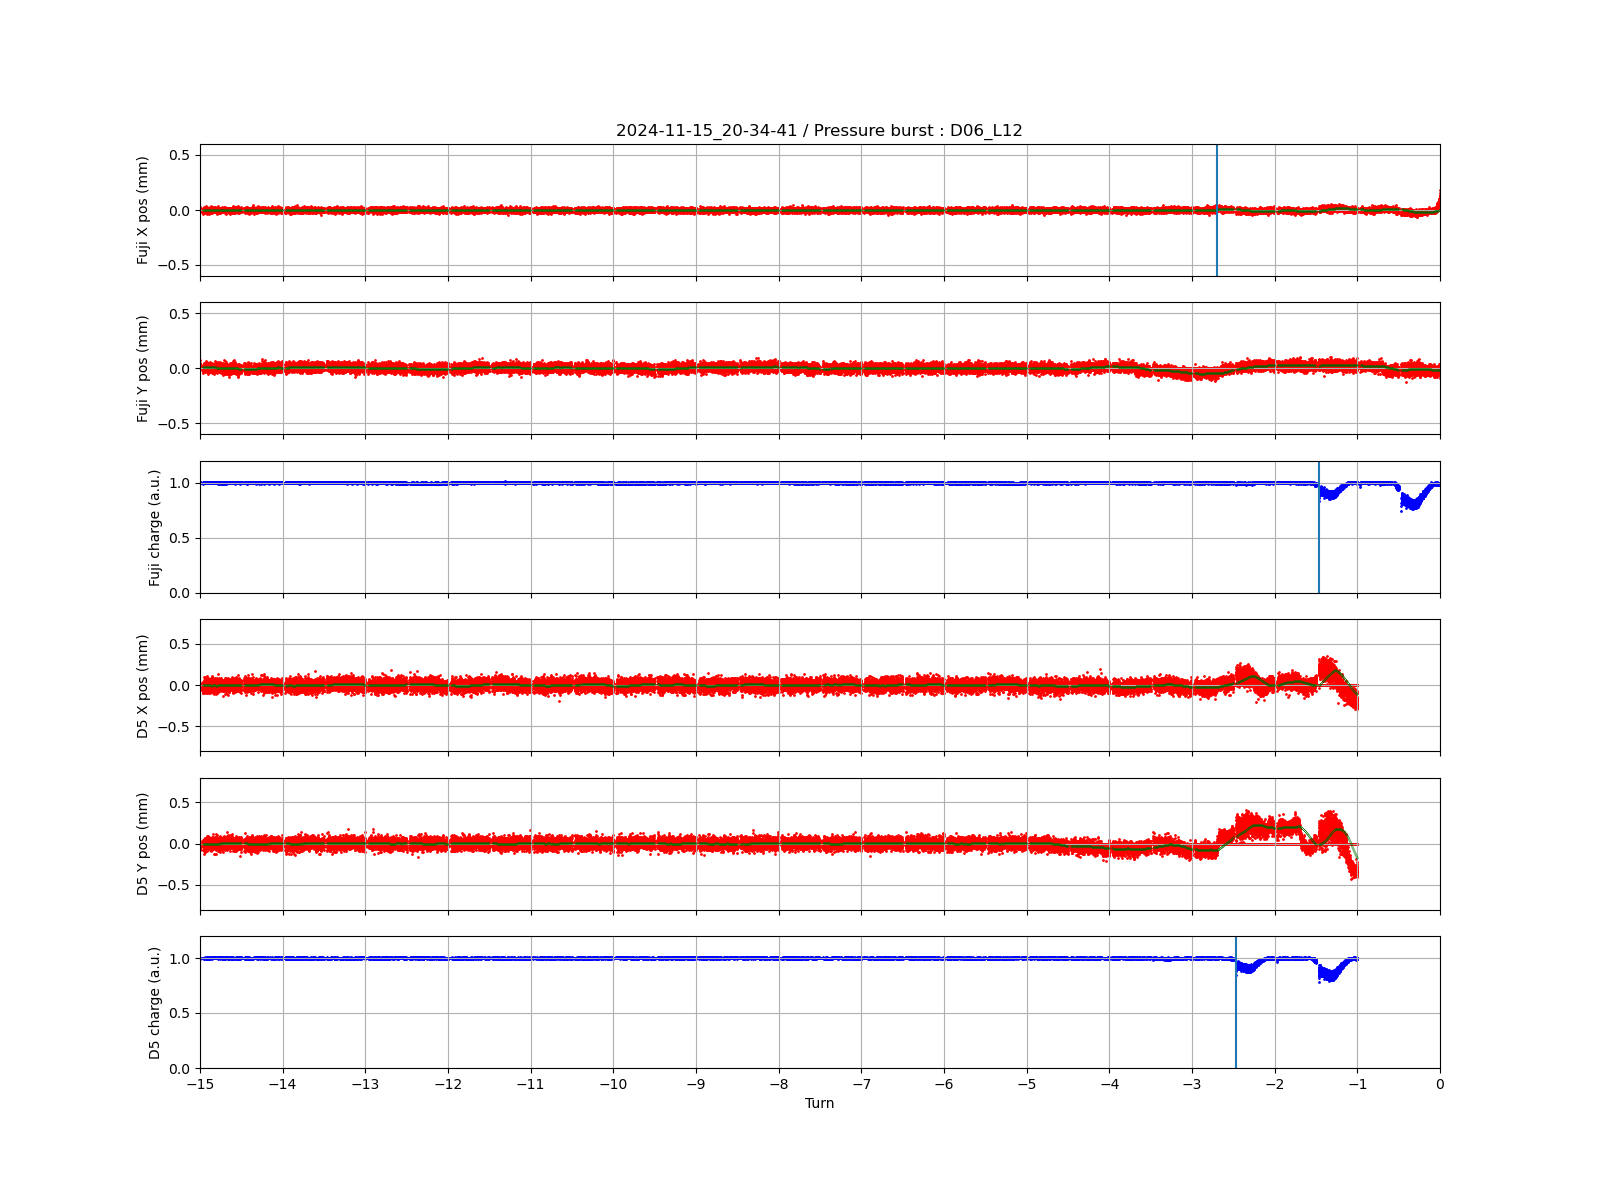 2024-11-15_20-34-41 / Pressure burst : D06_L12
Fuji X pos (mm)
0.5
0.0
−0.5
Fuji Y pos (mm)
0.5
0.0
−0.5
Fuji charge (a.u.)
1.0
0.5
0.0
D5 X pos (mm)
0.5
0.0
−0.5
D5 Y pos (mm)
0.5
0.0
−0.5
D5 charge (a.u.)
1.0
0.5
0.0
−15 −14 −13 −12 −11 −10 −9 −8 −7 −6 −5 −4 −3 −2 −1 0
Turn